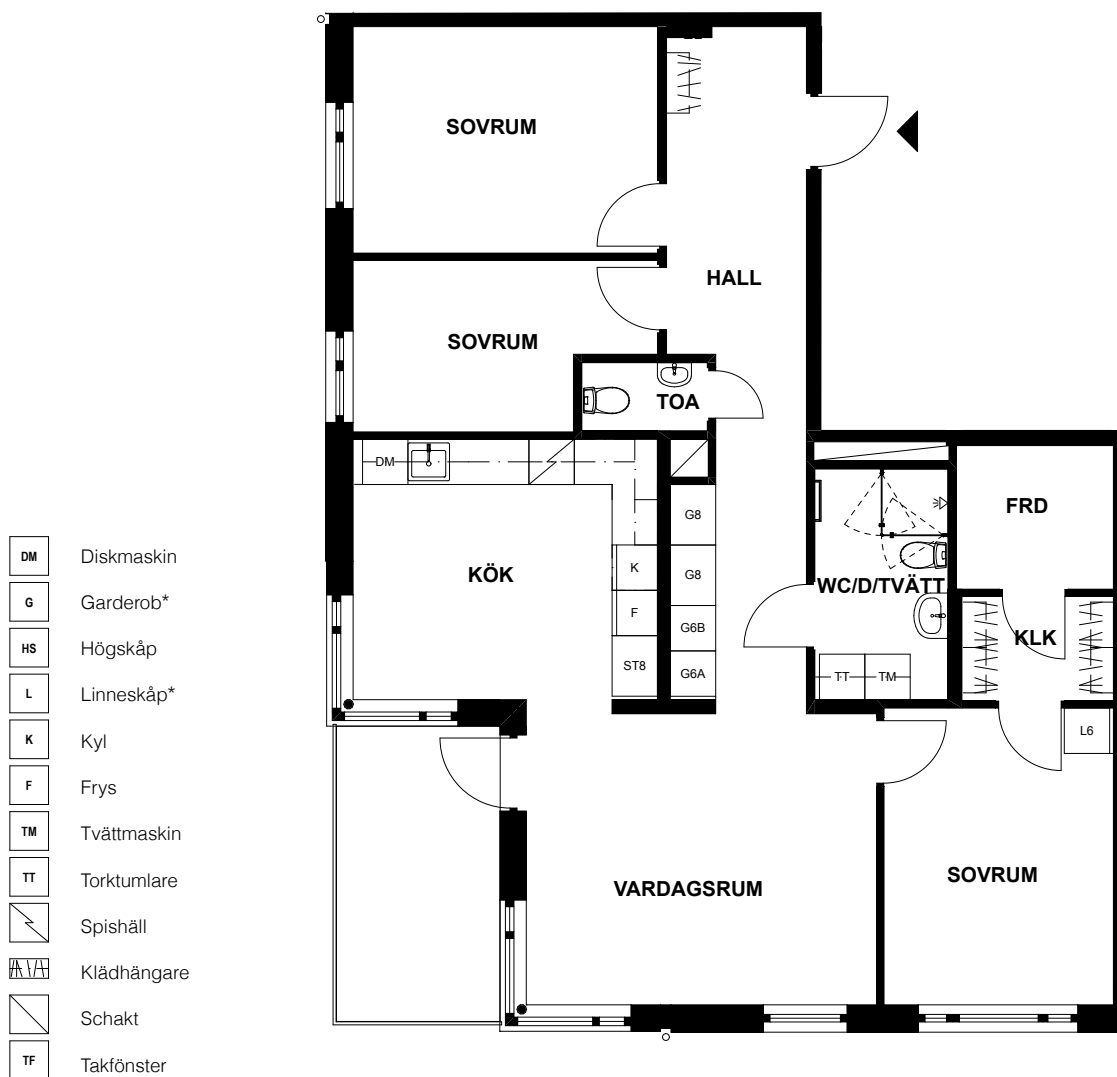 SOVRUM
HALL
SOVRUM
TOA
DM
G8
FRD
KÖK
K
G8
WC/D/TVÄTT
F
G6B
KLK
ST8
G6A
TT
TM
L6
VARDAGSRUM
SOVRUM
DM Diskmaskin
G Garderob*
HS Högskåp
L Linneskåp*
K Kyl
F Frys
TM Tvättmaskin
TT Torktumlare
Spishäll
Klädhängare
Schakt
TF Takfönster